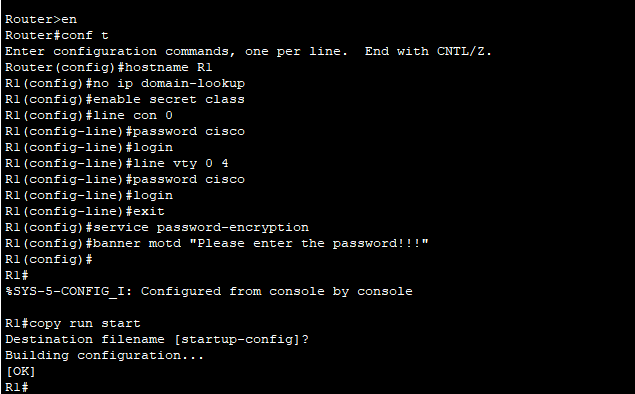 Router>en
Router#conf t
Enter configuration commands, one per line.  End with CNTL/Z.
Router(config)#hostname R1
R1(config)#no ip domain-lookup
R1(config)#enable secret class
R1(config)#line con 0
R1(config-line)#password cisco
R1(config-line)#login
R1(config-line)#line vty 0 4
R1(config-line)#password cisco
R1(config-line)#login
R1(config-line)#exit
R1(config)#service password-encryption
R1(config)#banner motd "Please enter the password!!!"
R1(config)#
R1#
%SYS-5-CONFIG_I: Configured from console by console
R1#copy run start
Destination filename [startup-config]?
Building configuration...
[OK]
R1#